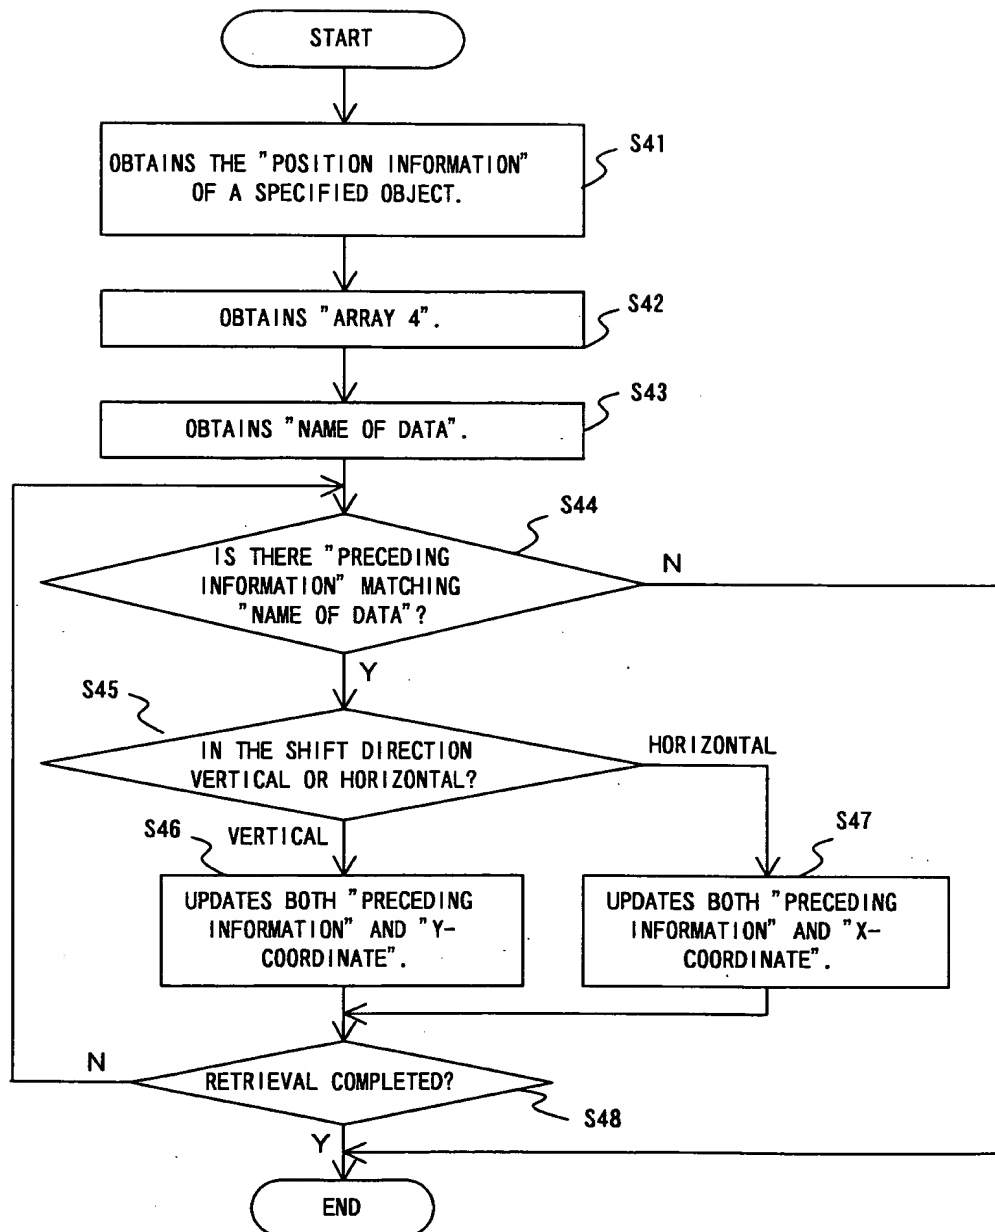 START
S41
OBTAINS THE "POSITION INFORMATION"
OF A SPECIFIED OBJECT.
S42
OBTAINS "ARRAY 4".
S43
OBTAINS "NAME OF DATA".
S44
IS THERE "PRECEDING
INFORMATION" MATCHING
"NAME OF DATA"?
N
Y
S45
IN THE SHIFT DIRECTION
VERTICAL OR HORIZONTAL?
HORIZONTAL
S46
VERTICAL
S47
UPDATES BOTH "PRECEDING
INFORMATION" AND "Y-
COORDINATE".
UPDATES BOTH "PRECEDING
INFORMATION" AND "X-
COORDINATE".
N
RETRIEVAL COMPLETED?
S48
Y
END